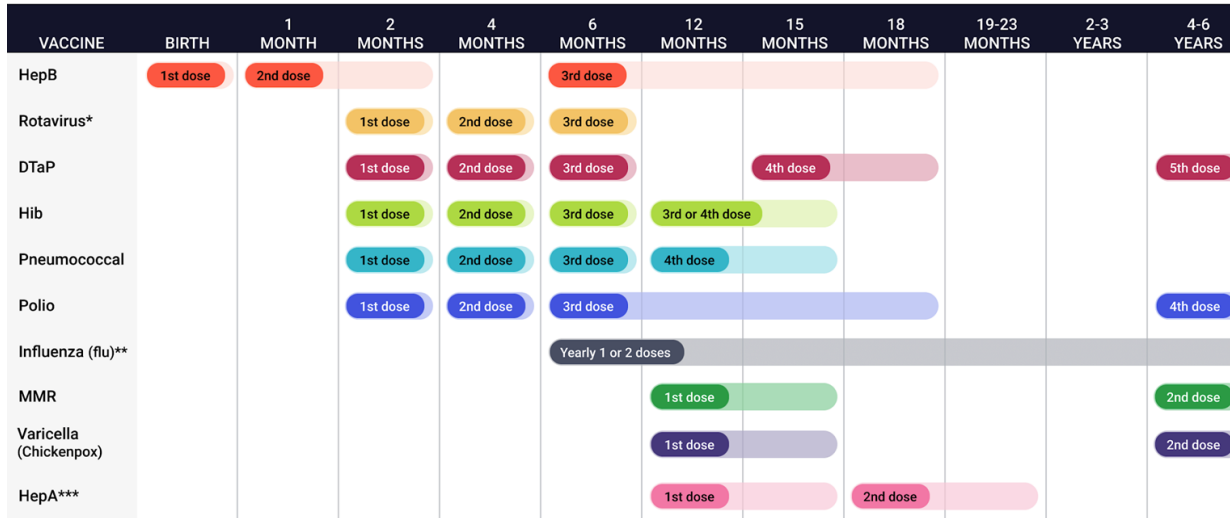 VACCINE BIRTH 1 MONTH 2 MONTHS 4 MONTHS 6 MONTHS 12 MONTHS 15 MONTHS 18 MONTHS 19-23 MONTHS 2-3 YEARS 4-6 YEARS
HepB 1st dose 2nd dose 3rd dose
Rotavirus* 1st dose 2nd dose 3rd dose
DTaP 1st dose 2nd dose 3rd dose 4th dose 5th dose
Hib 1st dose 2nd dose 3rd dose 3rd or 4th dose
Pneumococcal 1st dose 2nd dose 3rd dose 4th dose
Polio 1st dose 2nd dose 3rd dose 4th dose
Influenza (flu)** Yearly 1 or 2 doses
MMR 1st dose 2nd dose
Varicella
(Chickenpox) 1st dose 2nd dose
HepA*** 1st dose 2nd dose